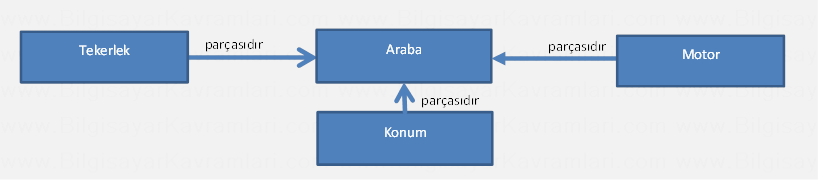 Tekerlek
parçasıdır
Araba
parçasıdır
Motor
parçasıdır
Konum